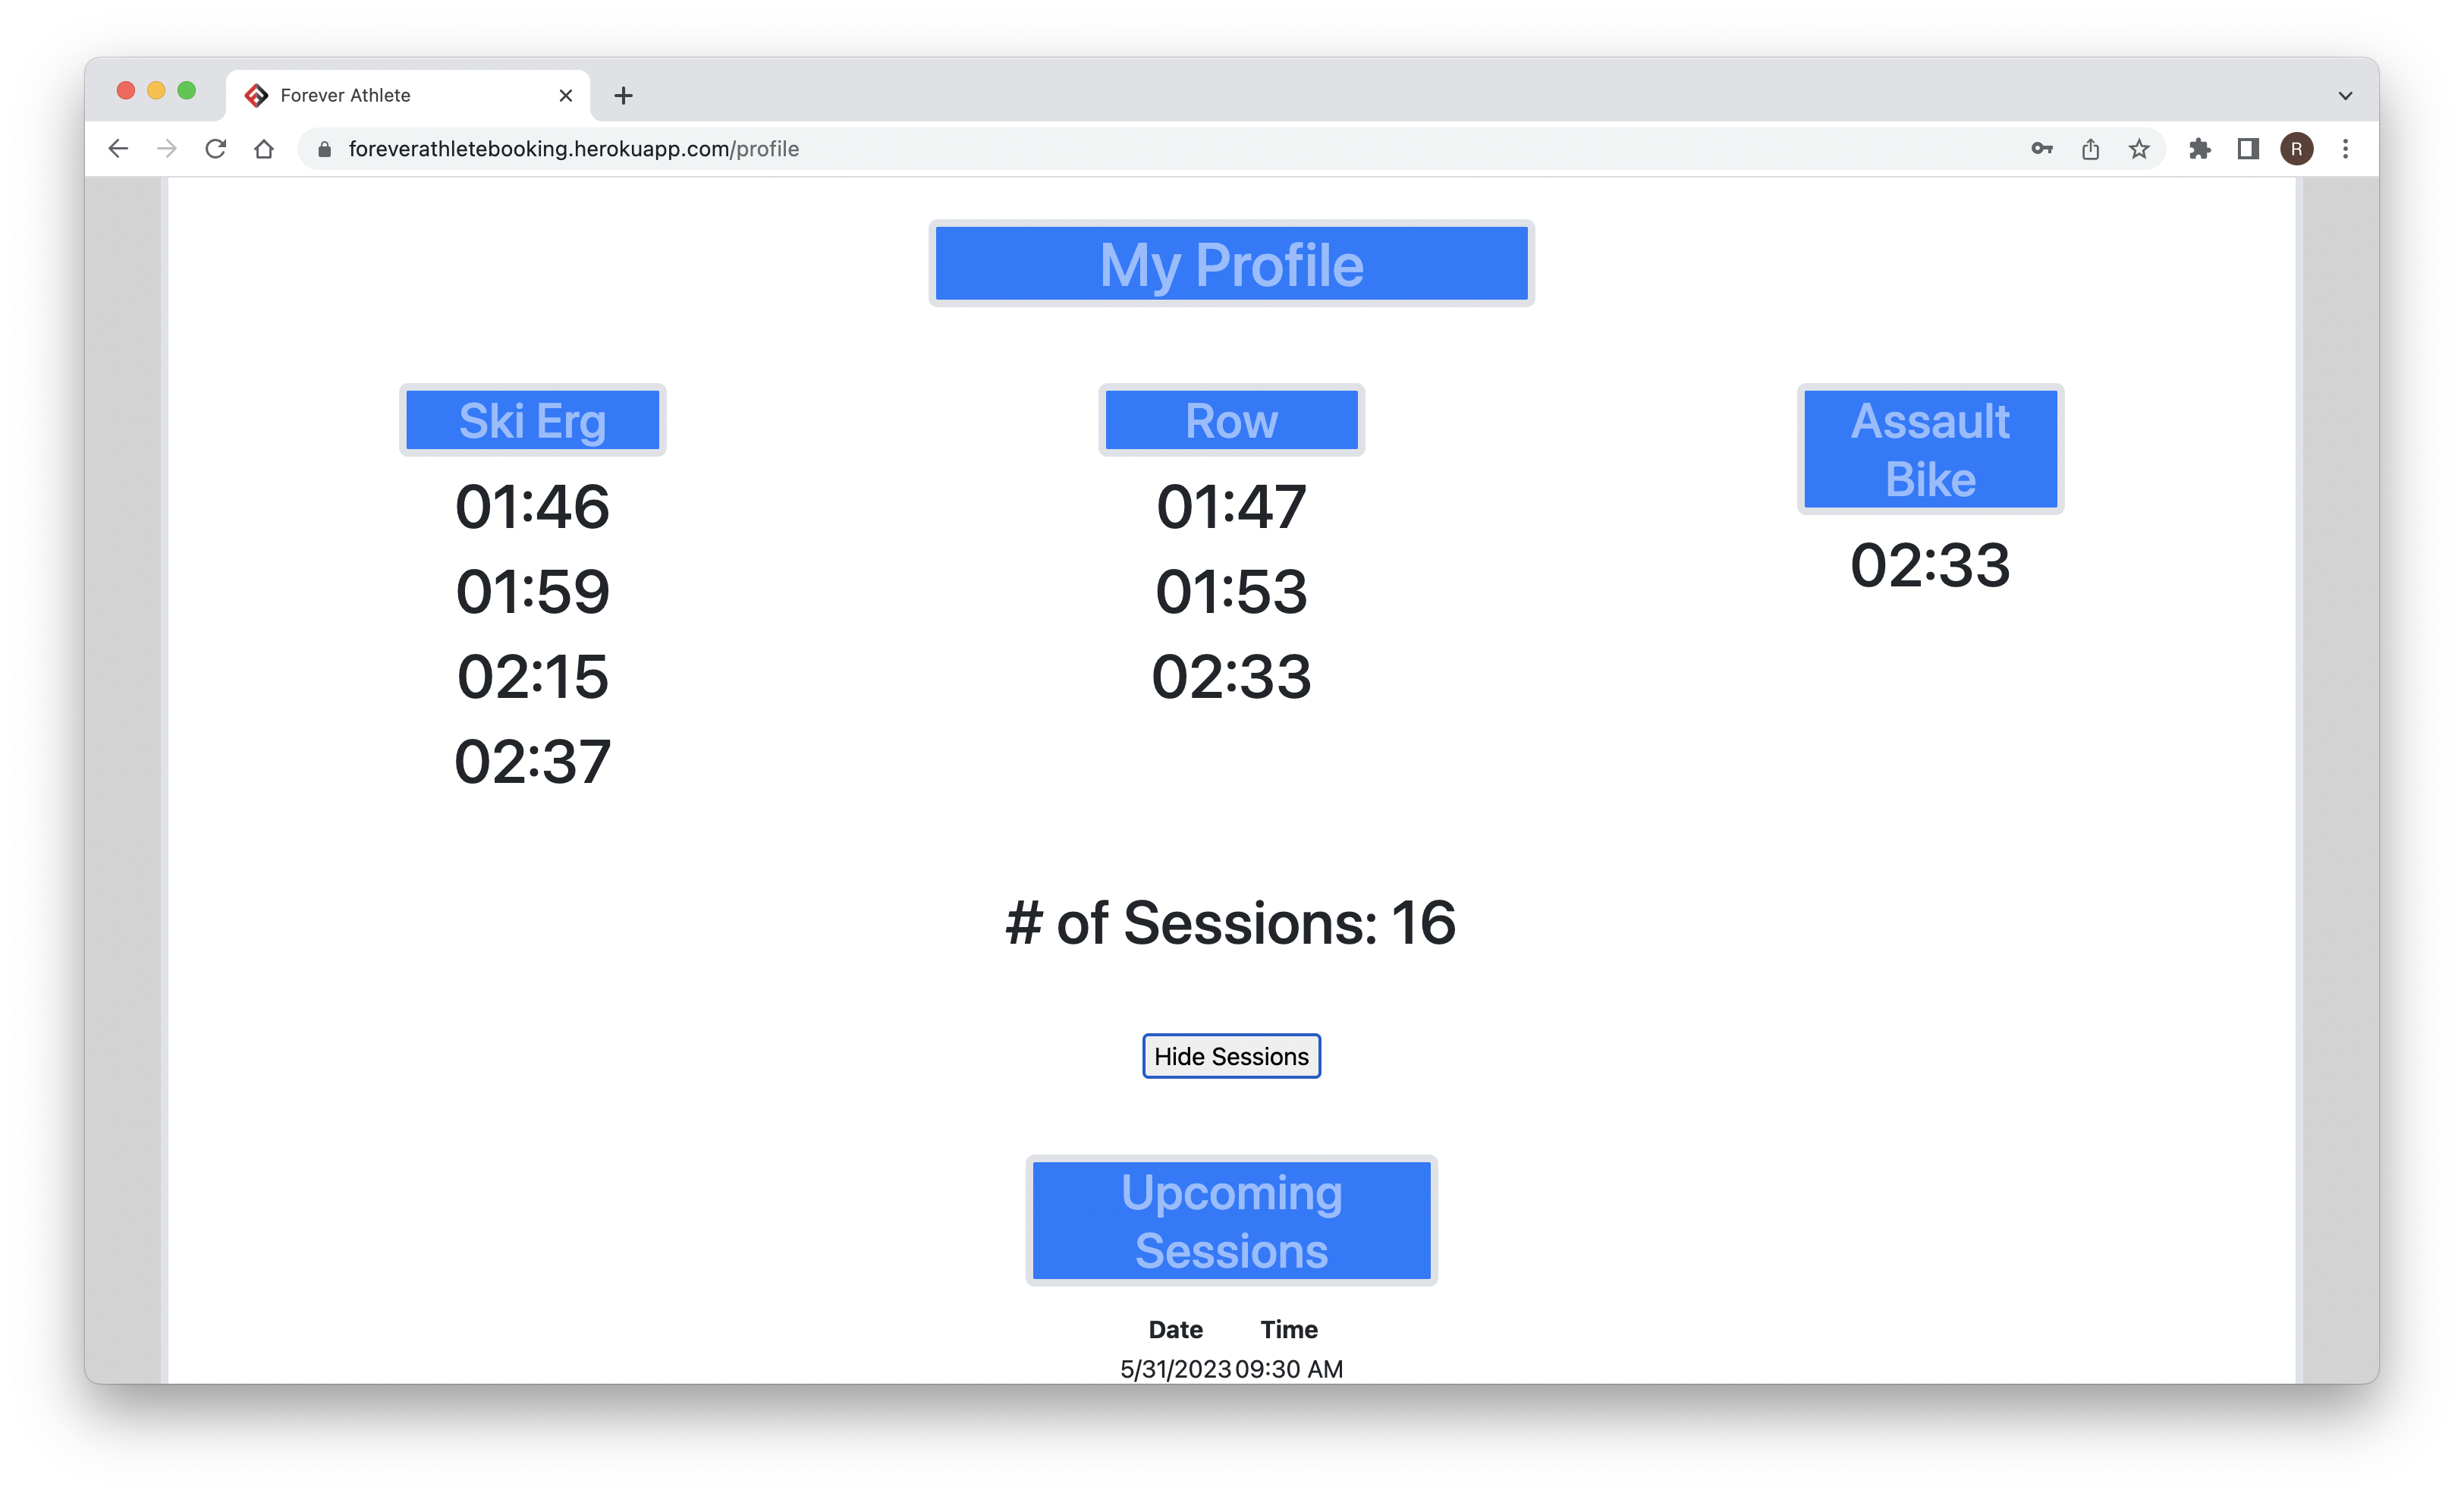 Forever Athlete
foreverathletebooking.herokuapp.com/profile
R
My Profile
Ski Erg
01:46
01:59
02:15
02:37
Row
01:47
01:53
02:33
Assault
Bike
02:33
# of Sessions: 16
Hide Sessions
Upcoming
Sessions
Date Time
5/31/2023 09:30 AM